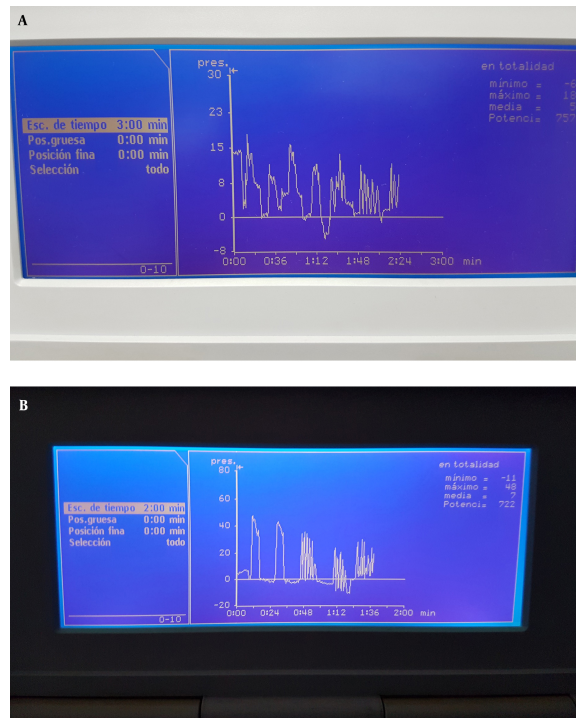 A
pres.
30
23
15
8
0
-8
0:00 0:36 1:12 1:48 2:24 3:00 min
Esc. de tiempo 3:00 min
Pos.gruesa 0:00 min
Posición fina 0:00 min
Selección todo
0-10
en totalidad
mínimo = -6
máximo = 18
media = 5
Potenci= 757
B
pres.
80
60
40
20
0
-20
0:00 0:24 0:48 1:12 1:36 2:00 min
Esc. de tiempo 2:00 min
Pos.gruesa 0:00 min
Posición fina 0:00 min
Selección todo
0-10
en totalidad
mínimo = -11
máximo = 48
media = 7
Potenci= 722